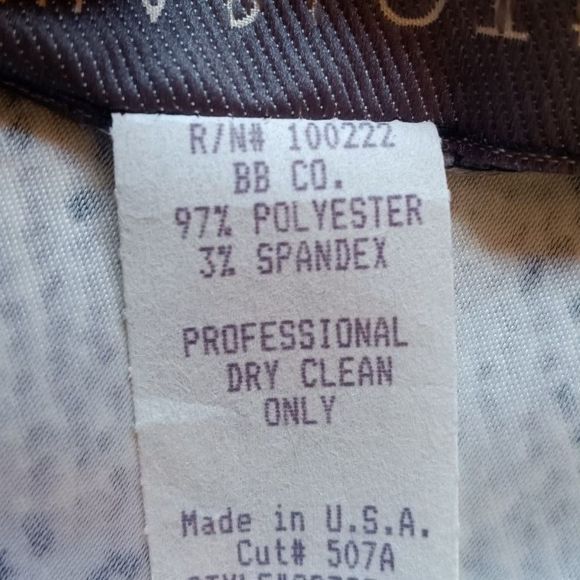 R/N# 100222
BB CO.
97% POLYESTER
3% SPANDEX
PROFESSIONAL
DRY CLEAN
ONLY
Made in U.S.A.
Cut# 507A